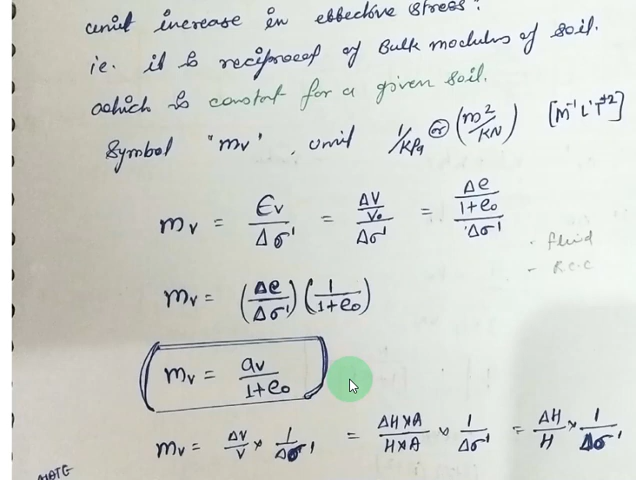 unit increase in effective stress.
ie. it is reciprocal of Bulk modulus of soil.
which is constant for a given soil.
Symbol "mv", unit 1/kPa or (m²/KN) [M⁻¹L¹T⁺²]
mv = Ev/Δσ' = (ΔV/V₀)/Δσ' = (Δe/(1+e₀))/Δσ'
- fluid
- R.C.C
mv = (Δe/Δσ') (1/(1+e₀))
mv = av/(1+e₀)
mv = ΔV/V × 1/Δσ' = ΔH×A/H×A × 1/Δσ' = ΔH/H × 1/Δσ'